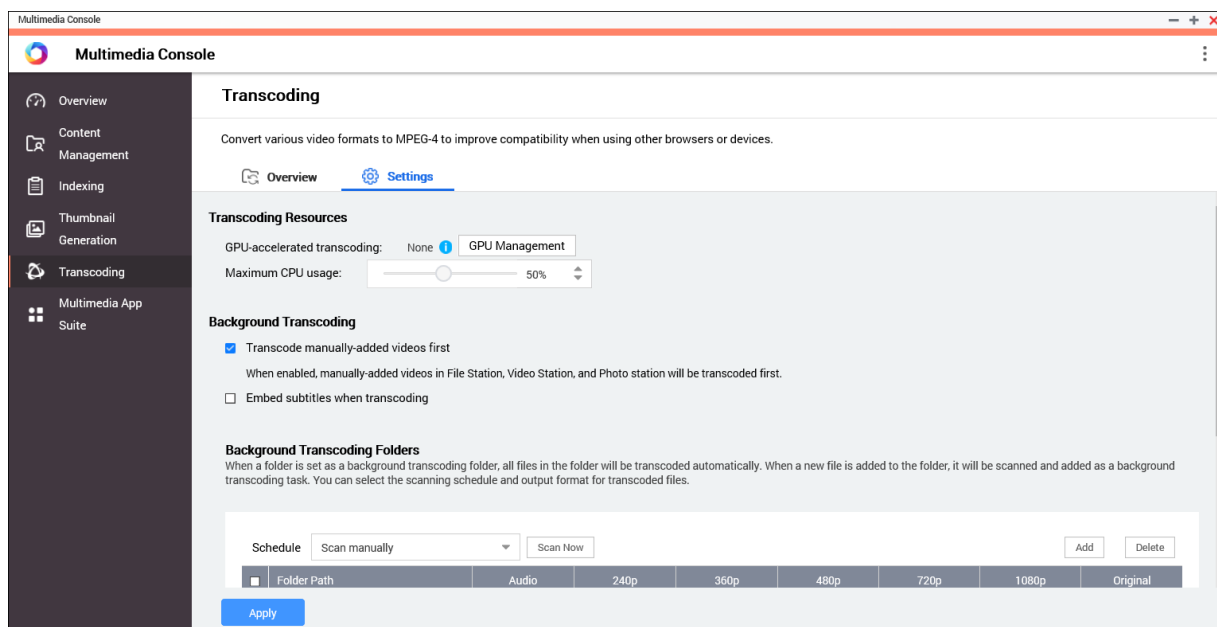 Multimedia Console
Multimedia Console
Overview
Content
Management
Indexing
Thumbnail
Generation
Transcoding
Multimedia App
Suite
Transcoding
Convert various video formats to MPEG-4 to improve compatibility when using other browsers or devices.
Overview Settings
Transcoding Resources
GPU-accelerated transcoding: None GPU Management
Maximum CPU usage: 50%
Background Transcoding
Transcode manually-added videos first
When enabled, manually-added videos in File Station, Video Station, and Photo station will be transcoded first.
Embed subtitles when transcoding
Background Transcoding Folders
When a folder is set as a background transcoding folder, all files in the folder will be transcoded automatically. When a new file is added to the folder, it will be scanned and added as a background
transcoding task. You can select the scanning schedule and output format for transcoded files.
Schedule Scan manually Scan Now Add Delete
Folder Path Audio 240p 360p 480p 720p 1080p Original
Apply